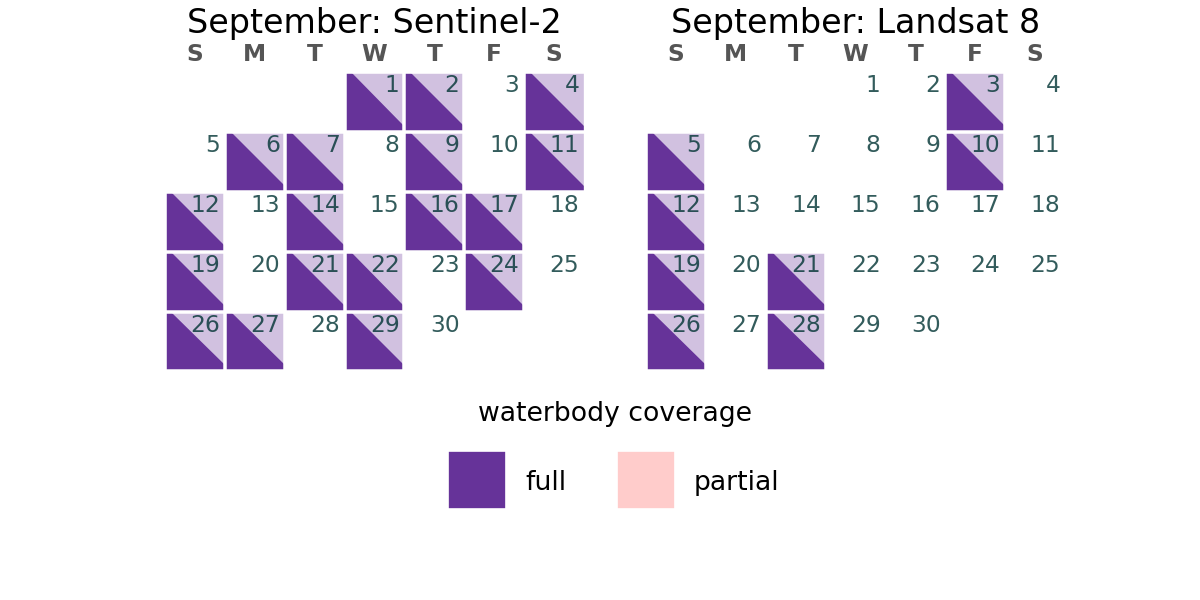 September: Sentinel-2
S M T W T F S
1 2 3 4
5 6 7 8 9 10 11
12 13 14 15 16 17 18
19 20 21 22 23 24 25
26 27 28 29 30
September: Landsat 8
S M T W T F S
1 2 3 4
5 6 7 8 9 10 11
12 13 14 15 16 17 18
19 20 21 22 23 24 25
26 27 28 29 30
waterbody coverage
full partial